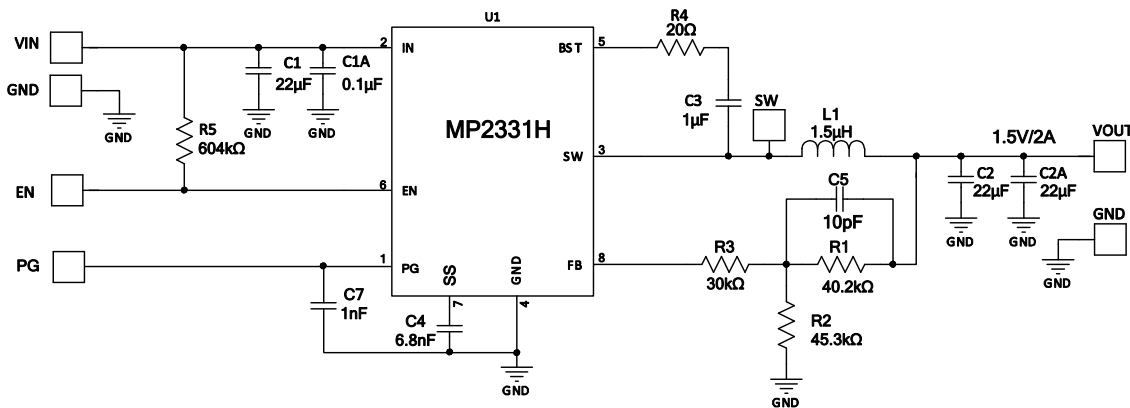 U1
VIN
2
IN
BST
5
R4
20Ω
C1
22µF
C1A
0.1µF
GND
GND
GND
GND
R5
604kΩ
MP2331H
C3
1µF
SW
L1
1.5µH
SW
3
1.5V/2A
VOUT
C2
22µF
C2A
22µF
GND
GND
GND
GND
EN
6
EN
C5
10pF
PG
1
PG
SS
GND
FB
8
R3
30kΩ
R1
40.2kΩ
C7
1nF
7
4
C4
6.8nF
R2
45.3kΩ
GND
GND